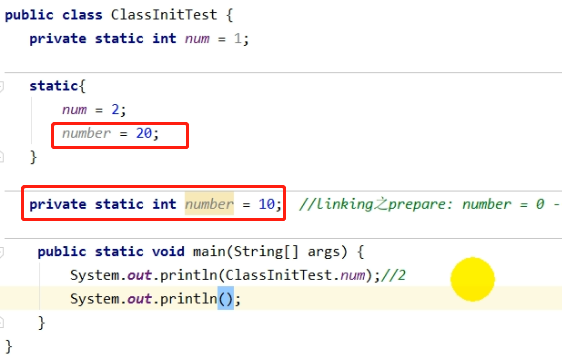 public class ClassInitTest {
private static int num = 1;
static{
num = 2;
number = 20;
}
private static int number = 10; //linking之prepare: number = 0 -
public static void main(String[] args) {
System.out.println(ClassInitTest.num);//2
System.out.println();
}
}